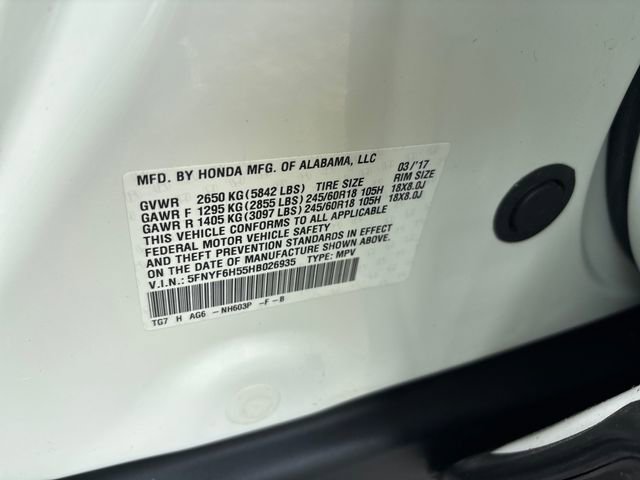 MFD. BY HONDA MFG. OF ALABAMA, LLC 03/'17
TIRE SIZE RIM SIZE
GVWR 2650 KG (5842 LBS)
GAWR F 1295 KG (2855 LBS) 245/60R18 105H 18X8.0J
GAWR R 1405 KG (3097 LBS) 245/60R18 105H 18X8.0J
THIS VEHICLE CONFORMS TO ALL APPLICABLE
FEDERAL MOTOR VEHICLE SAFETY
AND THEFT PREVENTION STANDARDS IN EFFECT
ON THE DATE OF MANUFACTURE SHOWN ABOVE.
V.I.N.: 5FNYF6H55HB026935 TYPE: MPV
TG7 H AG6 - NH603P -F-B